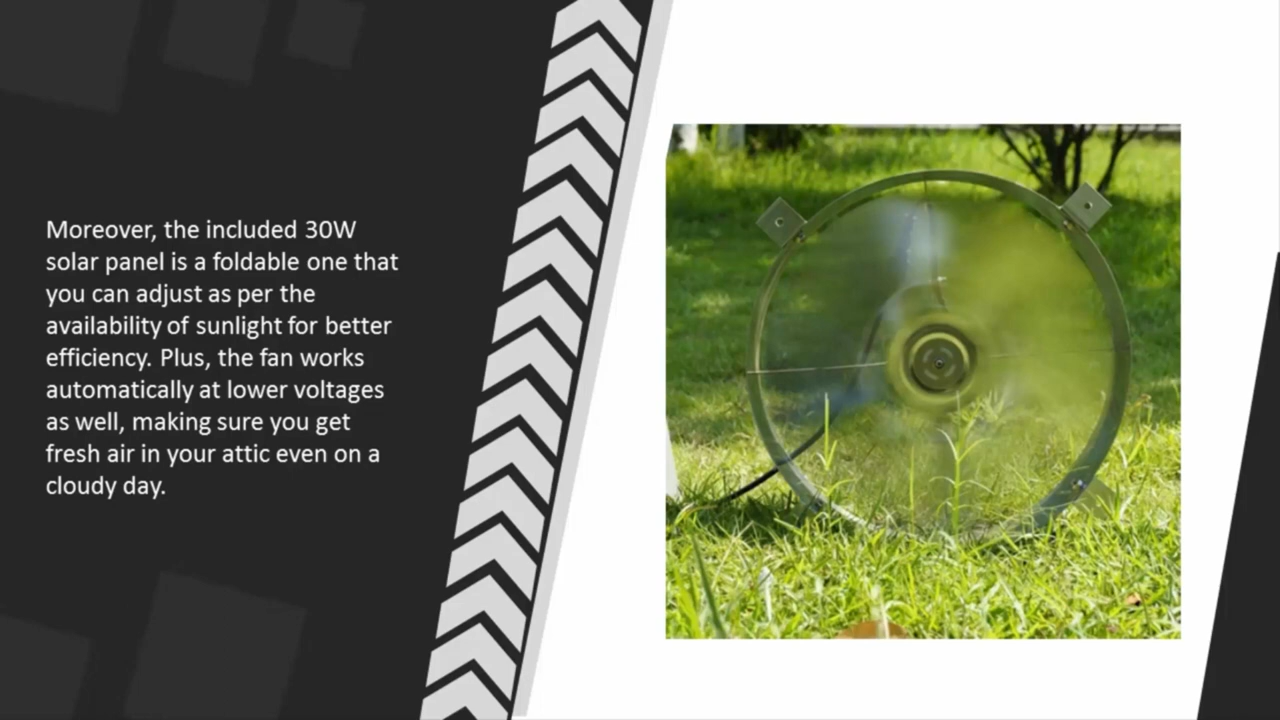 Moreover, the included 30W
solar panel is a foldable one that
you can adjust as per the
availability of sunlight for better
efficiency. Plus, the fan works
automatically at lower voltages
as well, making sure you get
fresh air in your attic even on a
cloudy day.